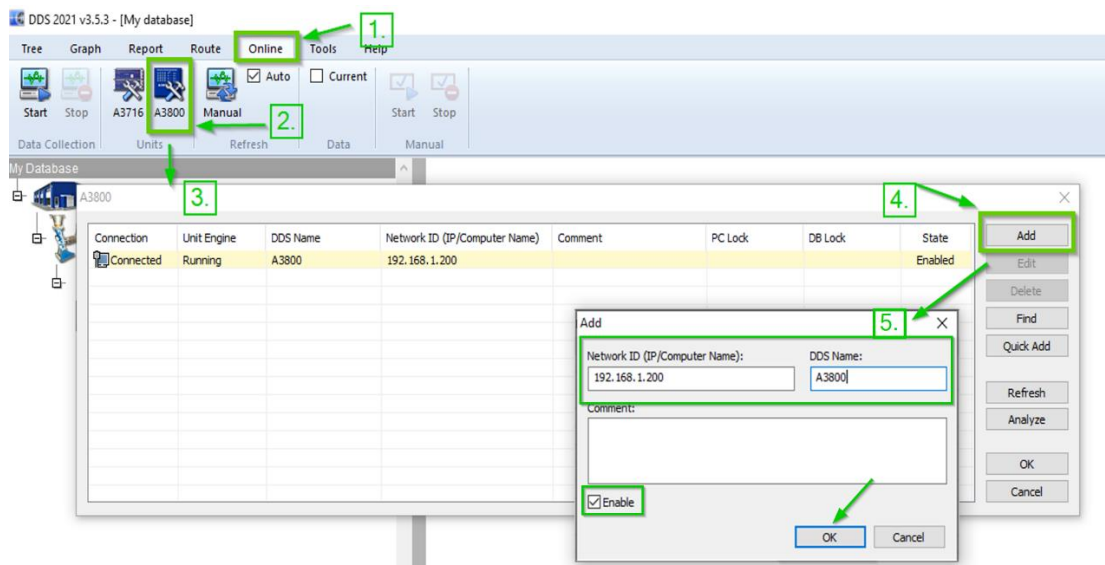 DDS 2021 v3.5.3 - [My database]
1.
Tree Graph Report Route Online Tools Help
Auto Current
Start Stop A3716 A3800 Manual Start Stop
2.
Data Collection Units Refresh Data Manual
My Database
3.
4.
A3800
Connection Unit Engine DDS Name Network ID (IP/Computer Name) Comment PC Lock DB Lock State
Connected Running A3800 192.168.1.200 Enabled
Add
Edit
Delete
Find
Quick Add
Refresh
Analyze
OK
Cancel
5.
Add
Network ID (IP/Computer Name): DDS Name:
192.168.1.200 A3800
Comment:
Enable
OK Cancel